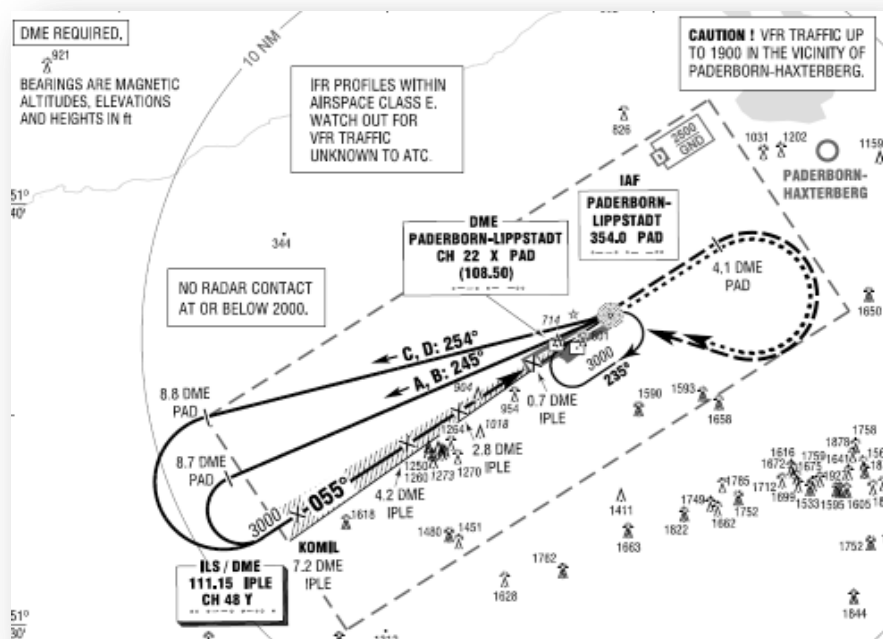 DME REQUIRED,
921
BEARINGS ARE MAGNETIC
ALTITUDES, ELEVATIONS
AND HEIGHTS IN ft
10 NM
IFR PROFILES WITHIN
AIRSPACE CLASS E.
WATCH OUT FOR
VFR TRAFFIC
UNKNOWN TO ATC.
CAUTION ! VFR TRAFFIC UP
TO 1900 IN THE VICINITY OF
PADERBORN-HAXTERBERG.
826
2500
GND
D
1031
1202
1159
PADERBORN-
HAXTERBERG
51°
40'
IAF
PADERBORN-
LIPPSTADT
354.0 PAD
DME
PADERBORN-LIPPSTADT
CH 22 X PAD
(108.50)
344
4.1 DME
PAD
NO RADAR CONTACT
AT OR BELOW 2000.
1650
714
C, D: 254°
A, B: 245°
3000
235°
904
954
0.7 DME
IPLE
1590
1593
1658
8.8 DME
PAD
1264
1018
2.8 DME
IPLE
8.7 DME
PAD
1250
1260
1273
1270
4.2 DME
IPLE
055°
3000
1618
KOMIL
7.2 DME
IPLE
1480
1451
ILS / DME
111.15 IPLE
CH 48 Y
1411
1663
1762
1628
1758
1878
1616
1759
1641
1672
1675
1712
1699
1533
1595
1605
1785
1752
1749
1662
1822
1752
1844
51°
30'